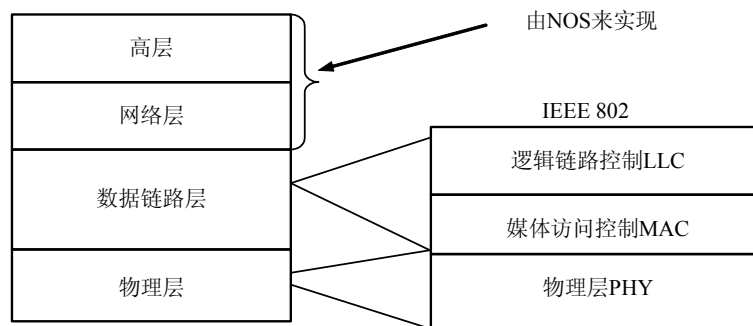 由NOS来实现
高层
网络层
数据链路层
物理层
IEEE 802
逻辑链路控制LLC
媒体访问控制MAC
物理层PHY